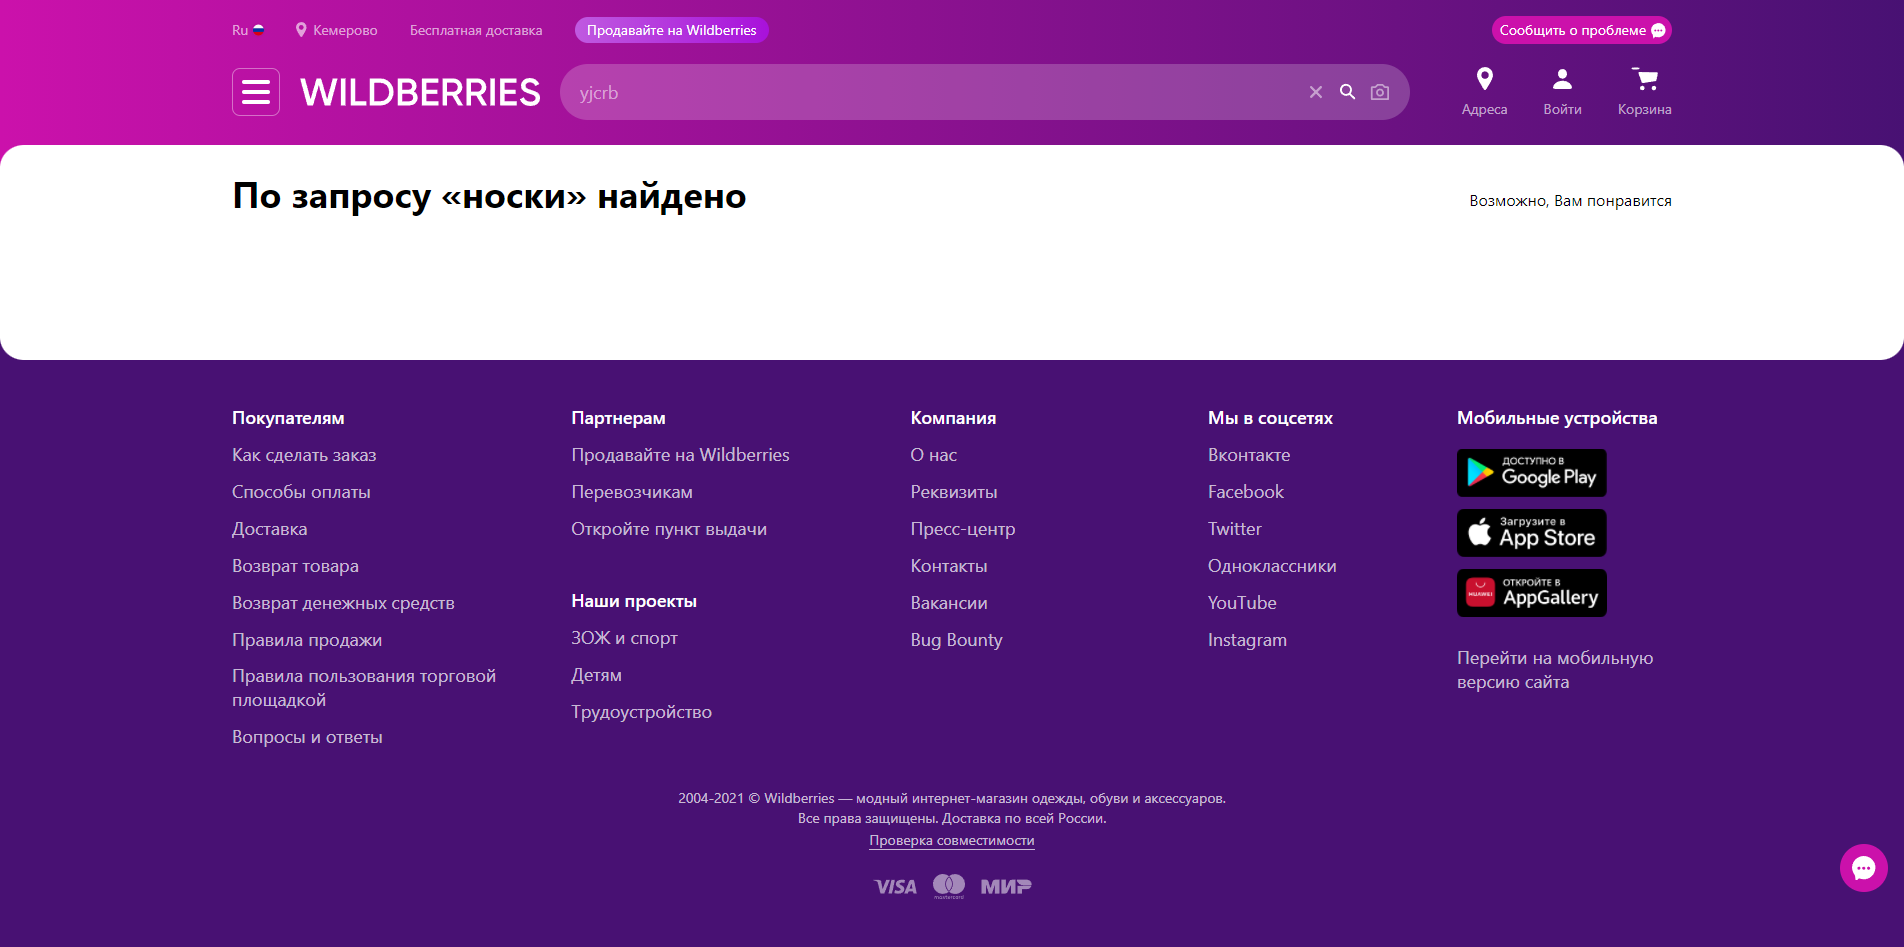 Ru
Кемерово
Бесплатная доставка
Продавайте на Wildberries
Сообщить о проблеме
WILDBERRIES
yjcrb
Адреса
Войти
Корзина
По запросу «носки» найдено
Возможно, Вам понравится
Покупателям
Как сделать заказ
Способы оплаты
Доставка
Возврат товара
Возврат денежных средств
Правила продажи
Правила пользования торговой
площадкой
Вопросы и ответы
Партнерам
Продавайте на Wildberries
Перевозчикам
Откройте пункт выдачи
Наши проекты
ЗОЖ и спорт
Детям
Трудоустройство
Компания
О нас
Реквизиты
Пресс-центр
Контакты
Вакансии
Bug Bounty
Мы в соцсетях
Вконтакте
Facebook
Twitter
Одноклассники
YouTube
Instagram
Мобильные устройства
ДОСТУПНО В
Google Play
Загрузите в
App Store
HUAWEI
ОТКРОЙТЕ В
AppGallery
Перейти на мобильную
версию сайта
2004-2021 © Wildberries — модный интернет-магазин одежды, обуви и аксессуаров.
Все права защищены. Доставка по всей России.
Проверка совместимости
VISA
mastercard
МИР